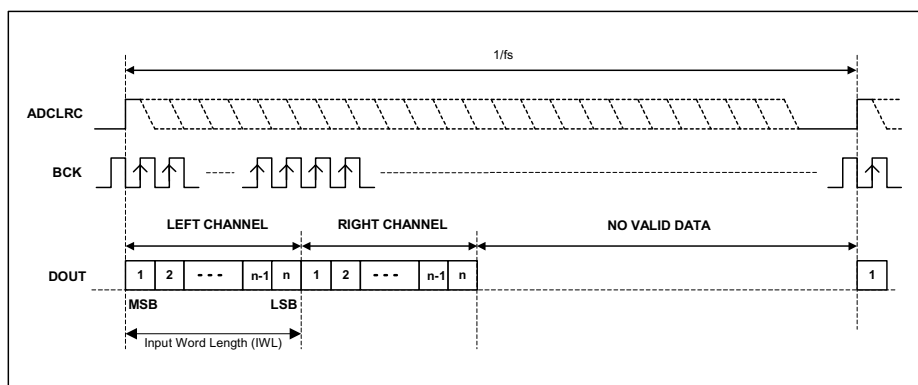 1/fs
ADCLRC
BCK
LEFT CHANNEL RIGHT CHANNEL NO VALID DATA
DOUT 1 2 n-1 n 1 2 n-1 n 1
MSB LSB
Input Word Length (IWL)